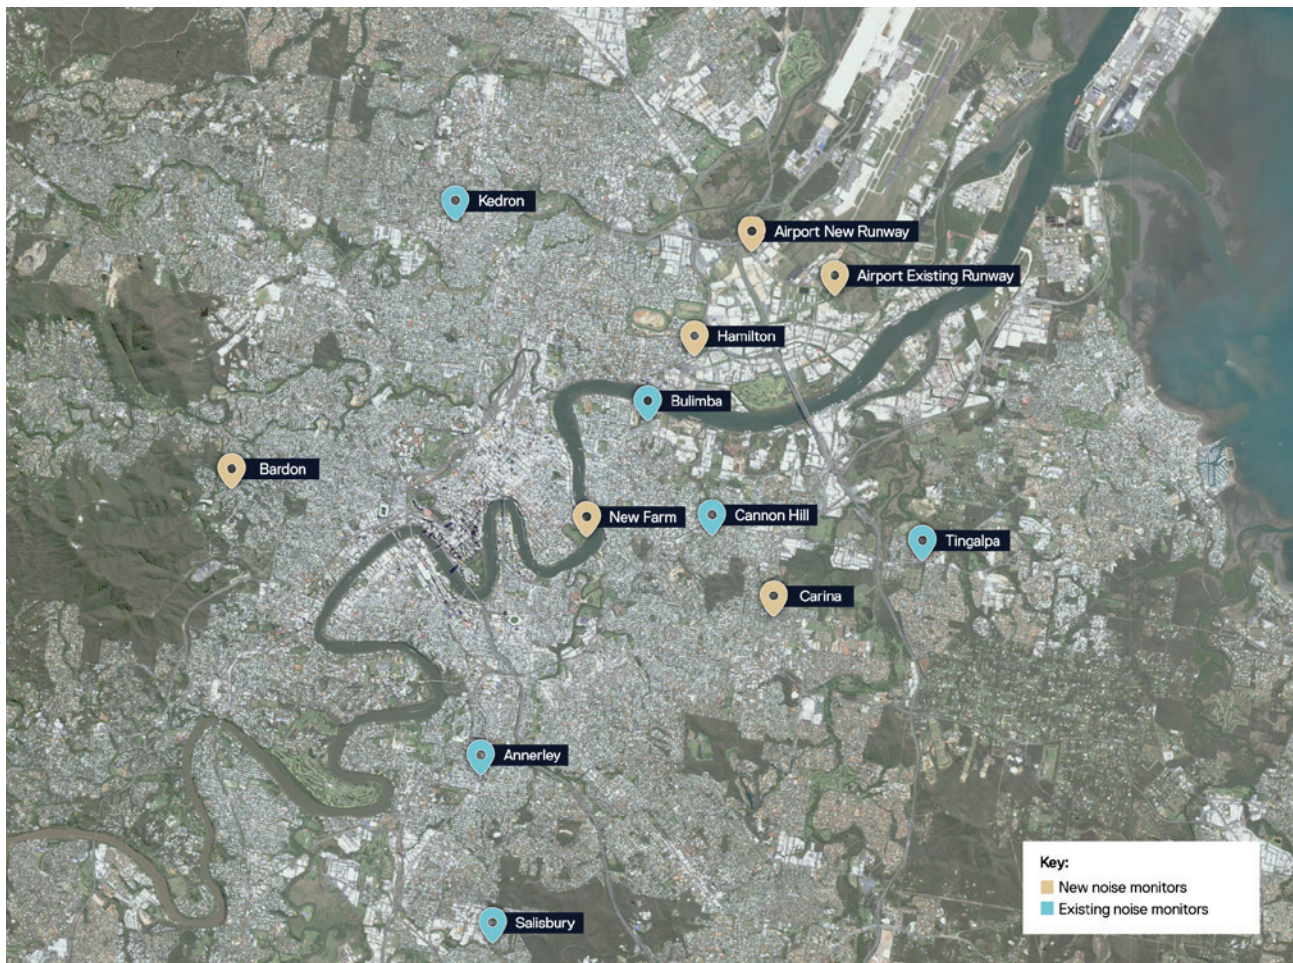 Kedron
Airport New Runway
Airport Existing Runway
Hamilton
Bulimba
Bardon
New Farm
Cannon Hill
Tingalpa
Carina
Annerley
Salisbury
Key:
New noise monitors
Existing noise monitors